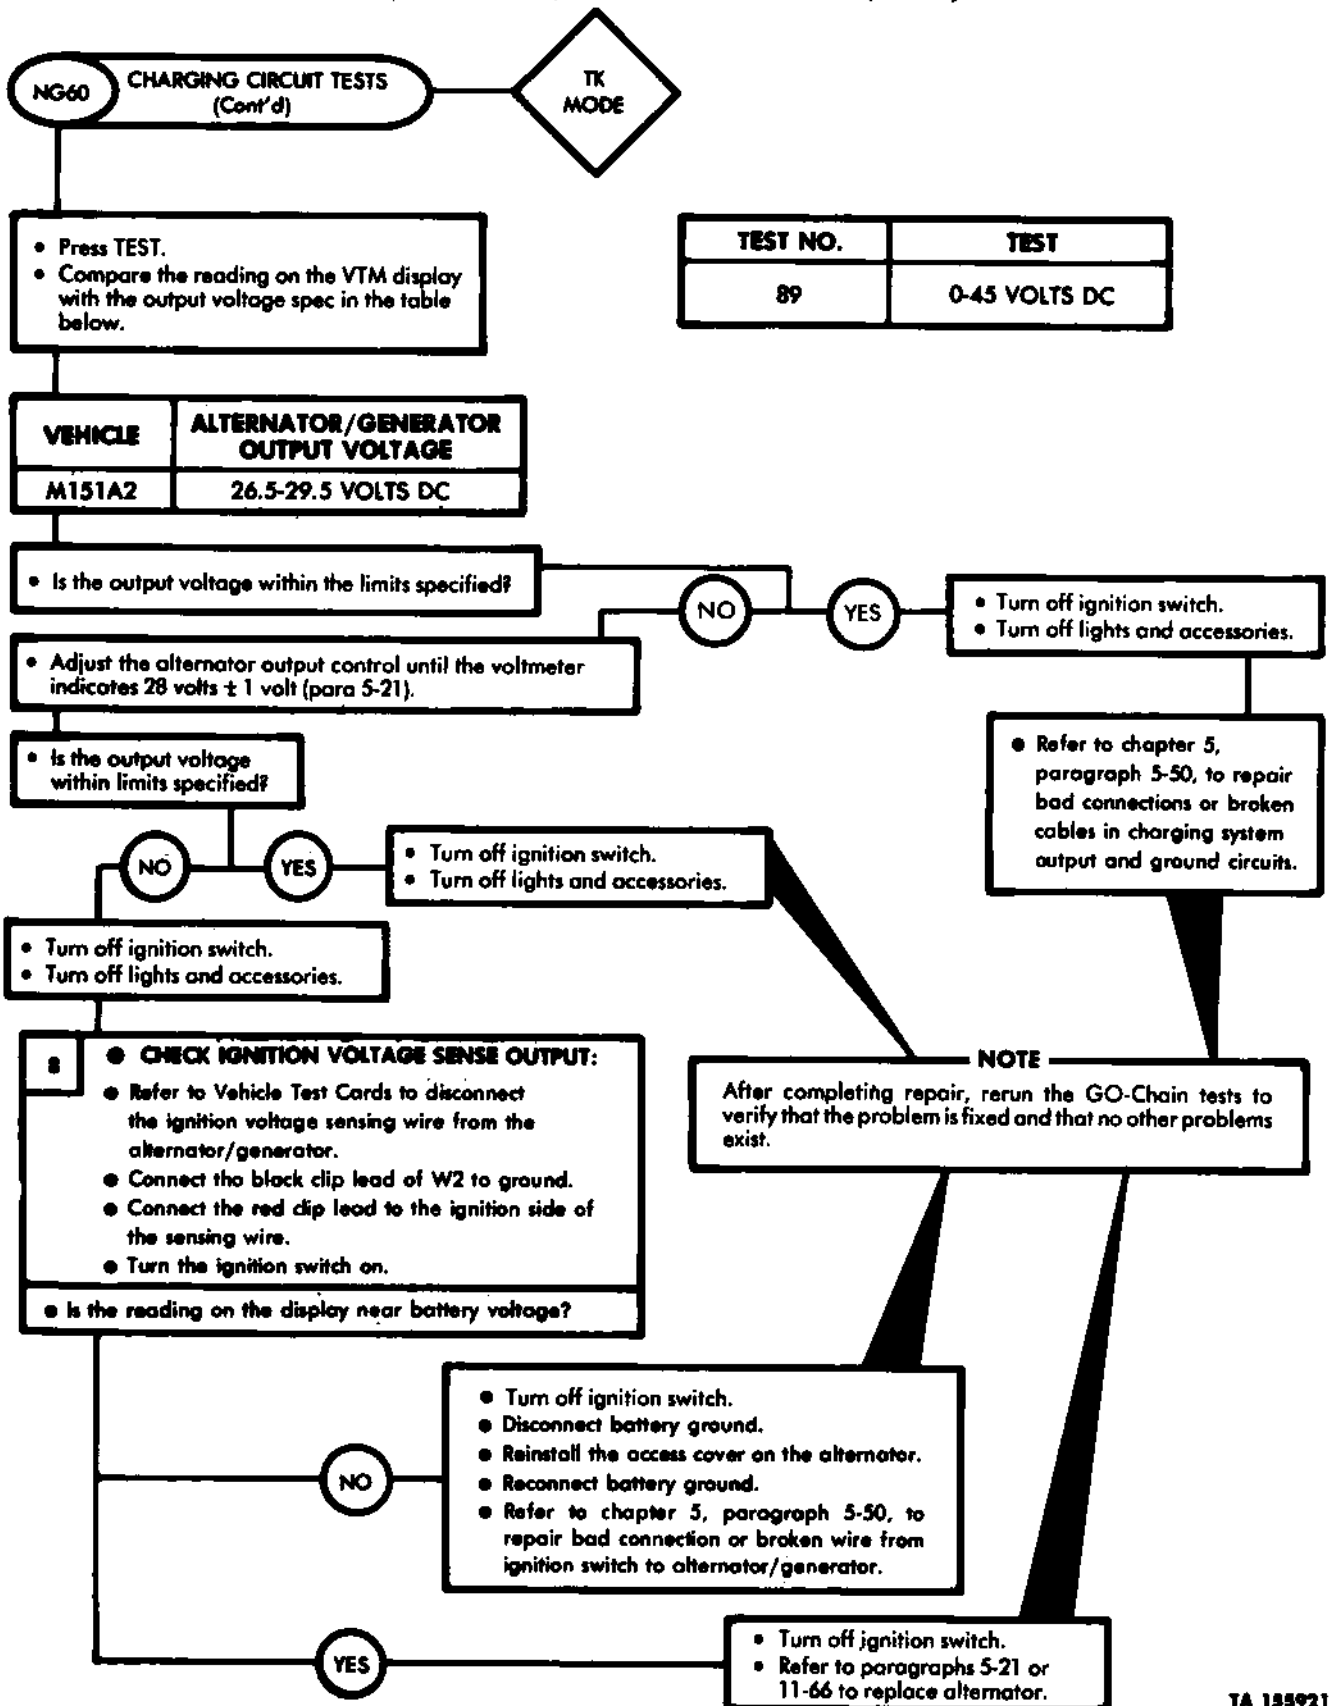 NG60
CHARGING CIRCUIT TESTS
(Cont'd)
TK
MODE
• Press TEST.
• Compare the reading on the VTM display
with the output voltage spec in the table
below.
TEST NO.
TEST
89
0-45 VOLTS DC
VEHICLE
ALTERNATOR/GENERATOR
OUTPUT VOLTAGE
M151A2
26.5-29.5 VOLTS DC
• Is the output voltage within the limits specified?
NO
YES
• Turn off ignition switch.
• Turn off lights and accessories.
• Adjust the alternator output control until the voltmeter
indicates 28 volts ± 1 volt (para 5-21).
• Refer to chapter 5,
paragraph 5-50, to repair
bad connections or broken
cables in charging system
output and ground circuits.
• Is the output voltage
within limits specified?
NO
YES
• Turn off ignition switch.
• Turn off lights and accessories.
• Turn off ignition switch.
• Turn off lights and accessories.
8
• CHECK IGNITION VOLTAGE SENSE OUTPUT:
• Refer to Vehicle Test Cards to disconnect
the ignition voltage sensing wire from the
alternator/generator.
• Connect the black clip lead of W2 to ground.
• Connect the red clip lead to the ignition side of
the sensing wire.
• Turn the ignition switch on.
• Is the reading on the display near battery voltage?
NOTE
After completing repair, rerun the GO-Chain tests to
verify that the problem is fixed and that no other problems
exist.
NO
• Turn off ignition switch.
• Disconnect battery ground.
• Reinstall the access cover on the alternator.
• Reconnect battery ground.
• Refer to chapter 5, paragraph 5-50, to
repair bad connection or broken wire from
ignition switch to alternator/generator.
YES
• Turn off ignition switch.
• Refer to paragraphs 5-21 or
11-66 to replace alternator.
TA 155921